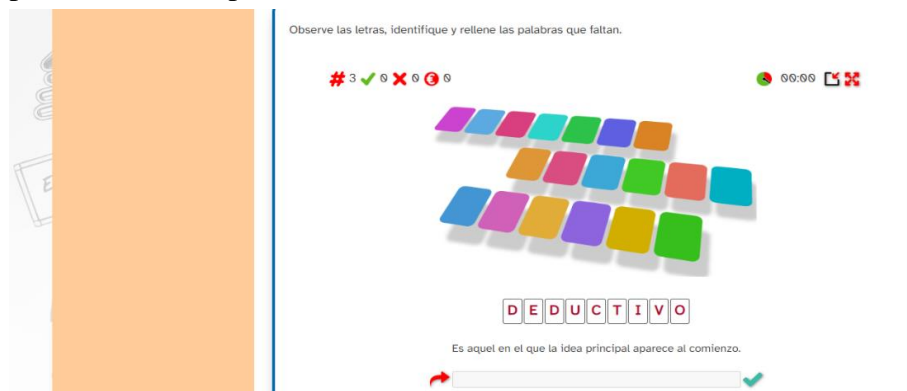 Observe las letras, identifique y rellene las palabras que faltan.
# 3 0 0 0 00:00
DEDUCTIVO
Es aquel en el que la idea principal aparece al comienzo.